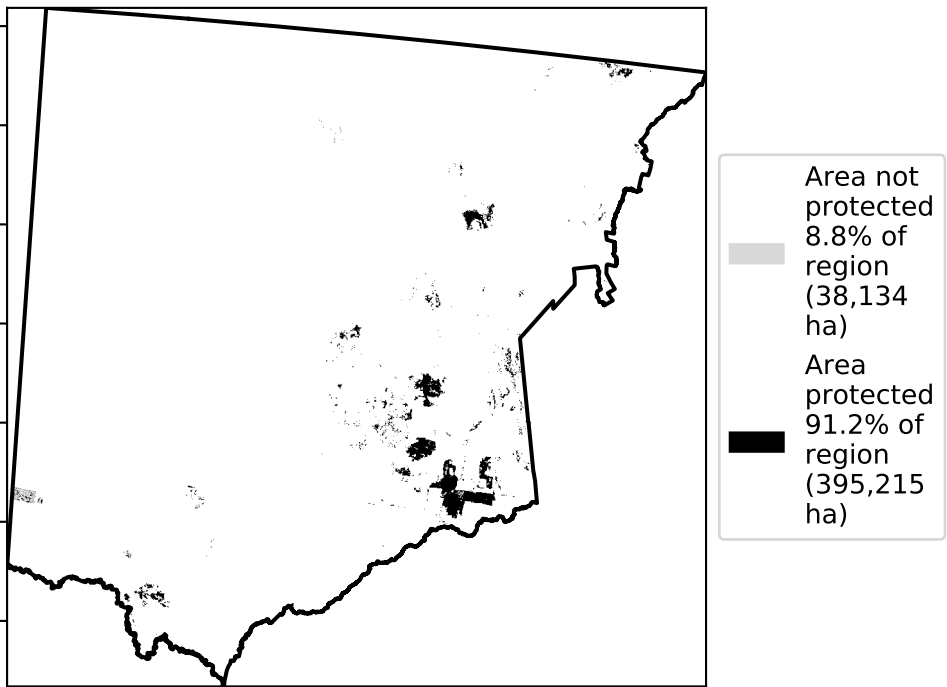 Area not
protected
8.8% of
region
(38,134
ha)
Area
protected
91.2% of
region
(395,215
ha)